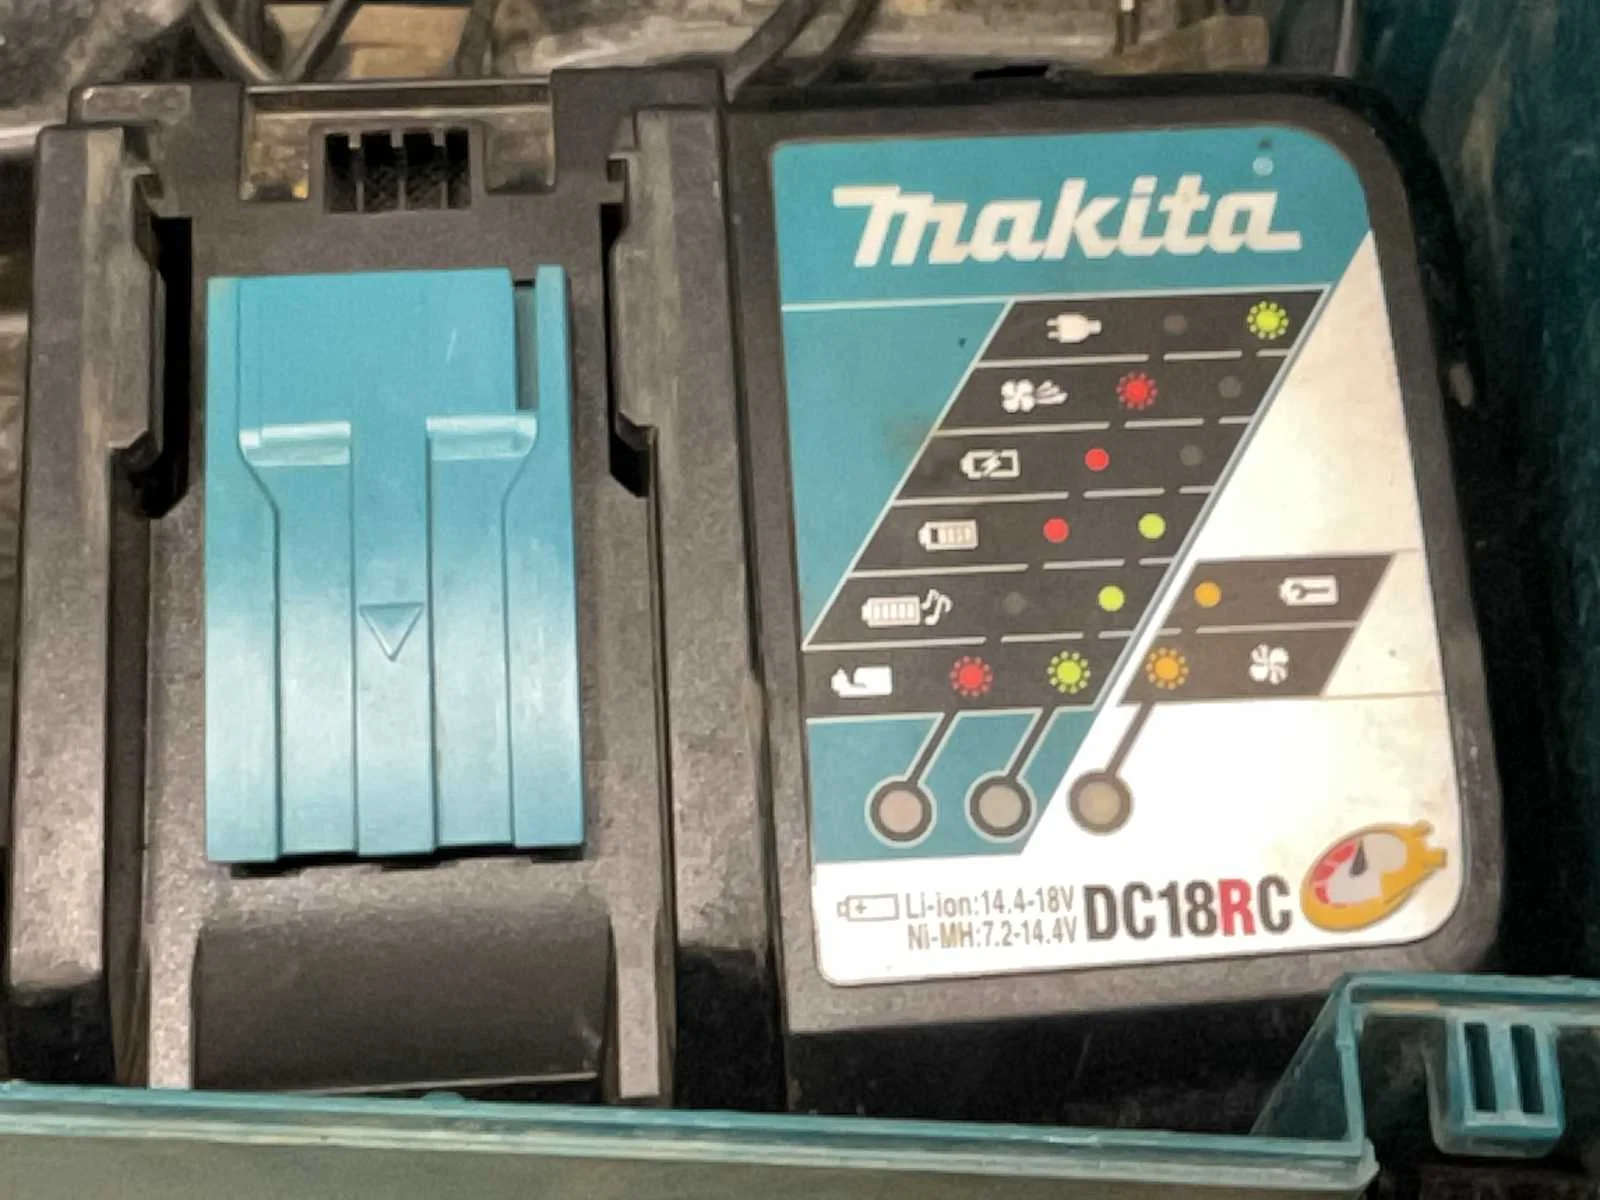 makita
Li-ion:14.4-18V
Ni-MH:7.2-14.4V
DC18RC